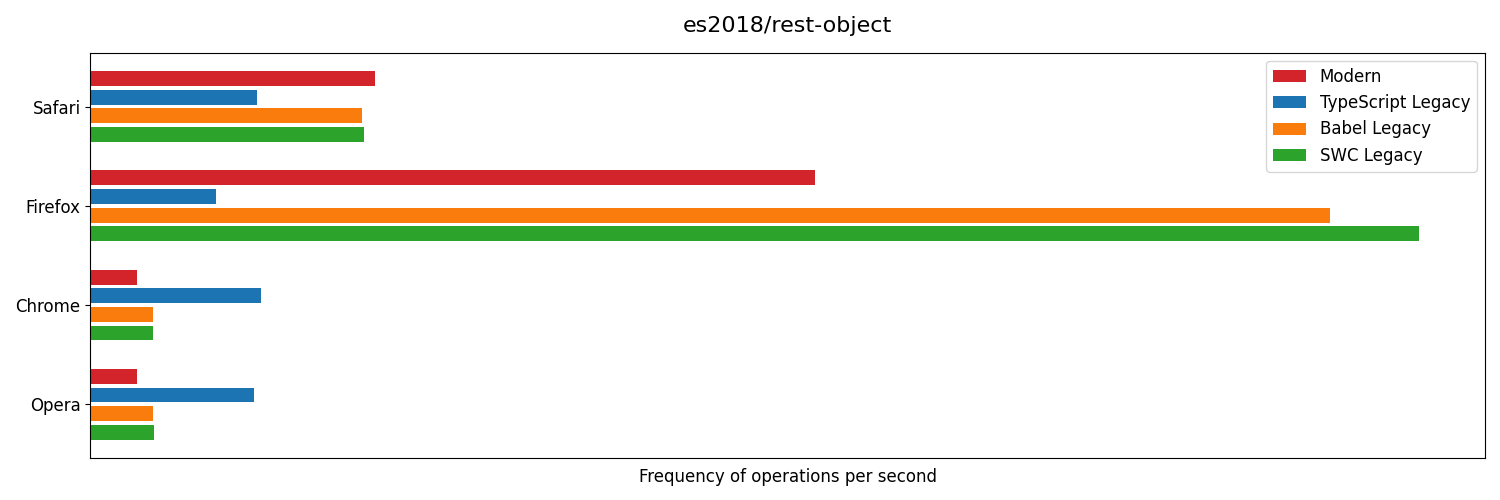 es2018/rest-object
Modern
TypeScript Legacy
Babel Legacy
SWC Legacy
Safari
Firefox
Chrome
Opera
Frequency of operations per second